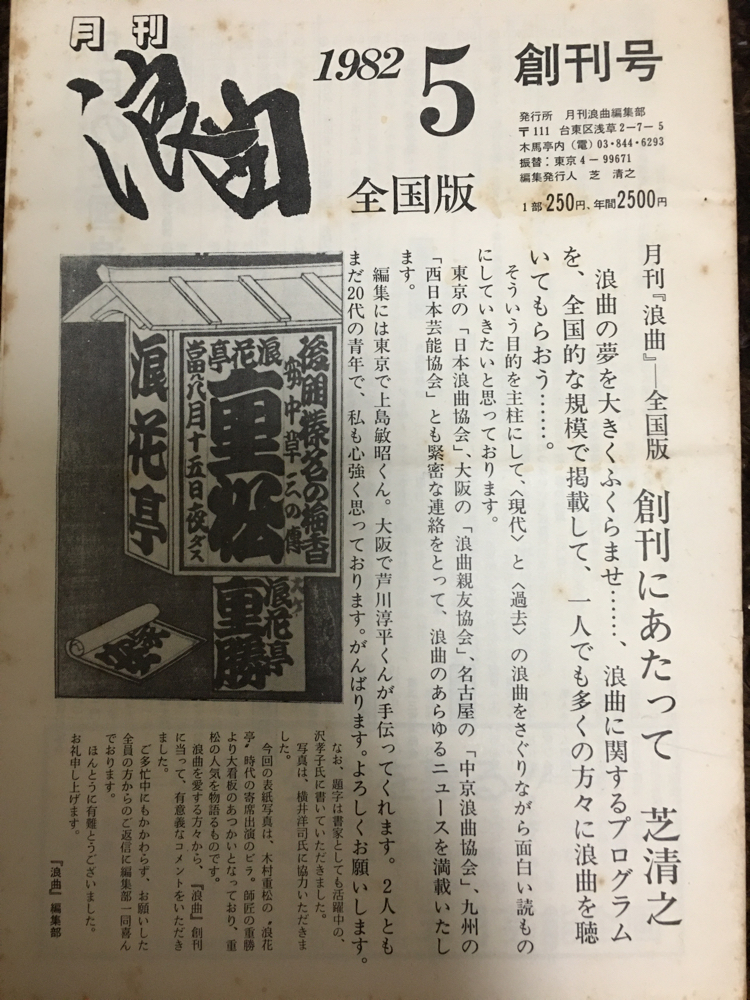 月刊
浪曲
1982 5
創刊号
全国版
発行所　月刊浪曲編集部
〒111　台東区浅草2−7−5
木馬亭内（電）03・844・6293
振替：東京4−99671
編集発行人　芝　清之
1部250円、年間2500円
月刊『浪曲』―全国版　創刊にあたって　芝清之
浪曲の夢を大きくふくらませ……、浪曲に関するプログラム
を、全国的な規模で掲載して、一人でも多くの方々に浪曲を聴
いてもらおう……。
そういう目的を主柱にして、〈現代〉と〈過去〉の浪曲をさぐりながら面白い読もの
にしていきたいと思っております。
東京の「日本浪曲協会」、大阪の「浪曲親友協会」、名古屋の「中京浪曲協会」、九州の
「西日本芸能協会」とも緊密な連絡をとって、浪曲のあらゆるニュースを満載いたし
ます。
編集には東京で上島敏昭くん。大阪で芦川淳平くんが手伝ってくれます。2人とも
まだ20代の青年で、私も心強く思っております。がんばります。よろしくお願いします。
後開榛名の梅香
安中草三の傳
浪花亭
重松
當八月十五日夜ダス
浪花亭
浪花亭
重勝
なお、題字は書家としても活躍中の、
沢孝子氏に書いていただきました。
写真は、横井洋司氏に協力いただきま
した。
今回の表紙写真は、木村重松の〝浪花
亭〟時代の寄席出演のビラ。師匠の重勝
より大看板のあつかいとなっており、重
松の人気を物語るものです。
浪曲を愛する方々から、『浪曲』創刊
に当って、有意義なコメントをいただき
ました。
ご多忙中にもかかわらず、お願いした
全員の方からのご返信に編集部一同喜ん
でおります。
ほんとうに有難とうございました。
お礼申し上げます。
『浪曲』編集部